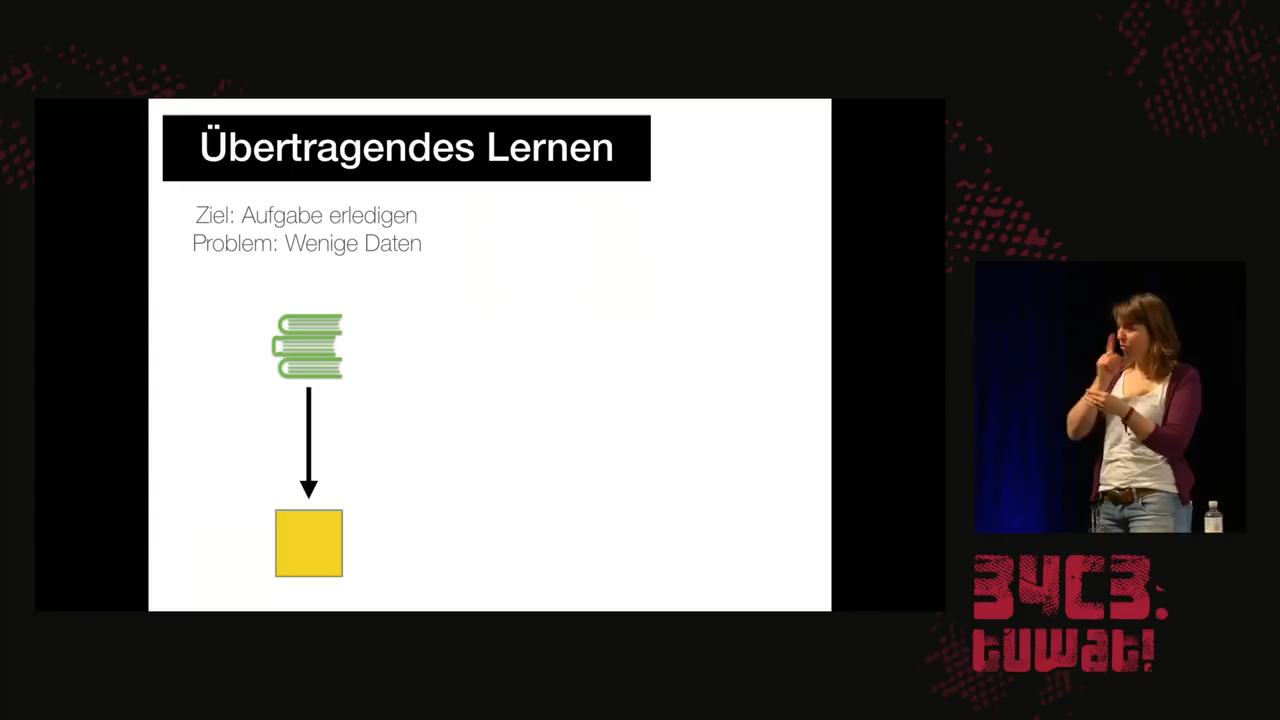 Übertragendes Lernen
Ziel: Aufgabe erledigen
Problem: Wenige Daten
34C3.
tuwat!